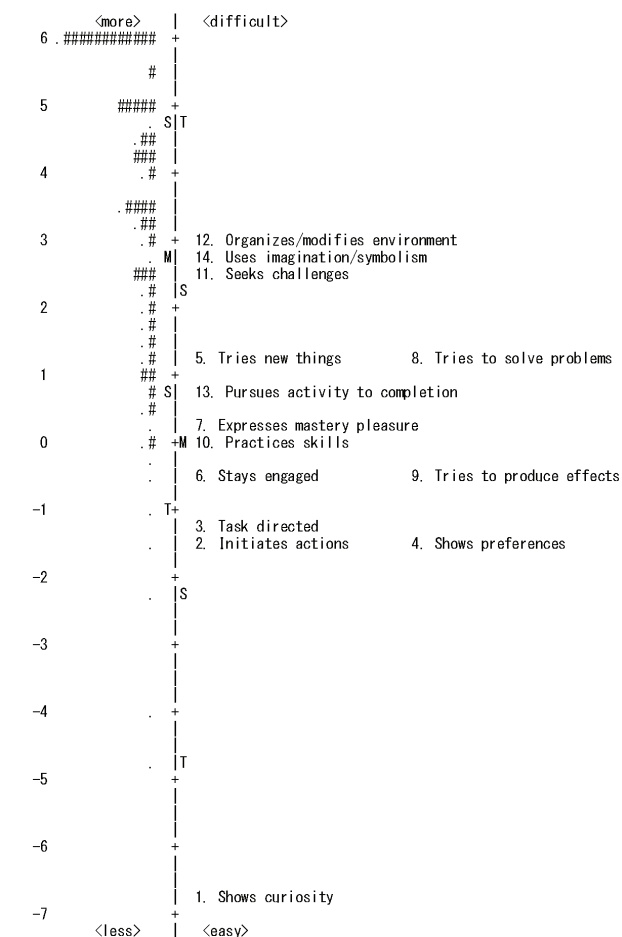 <more> | <difficult>
6 .############ +
|
# |
|
5 ##### +
. S|T
.## |
### |
4 .# +
|
.#### |
.## |
3 .# + 12. Organizes/modifies environment
. M| 14. Uses imagination/symbolism
### | 11. Seeks challenges
.# |S
2 .# +
.# |
.# |
.# | 5. Tries new things 8. Tries to solve problems
1 ## +
# S| 13. Pursues activity to completion
.# |
. | 7. Expresses mastery pleasure
0 .# +M 10. Practices skills
. |
. | 6. Stays engaged 9. Tries to produce effects
|
-1 . T+
| 3. Task directed
. | 2. Initiates actions 4. Shows preferences
|
-2 +
. |S
|
|
-3 +
|
|
|
-4 . +
|
|
. |T
-5 +
|
|
|
-6 +
|
|
| 1. Shows curiosity
-7 +
<less> | <easy>